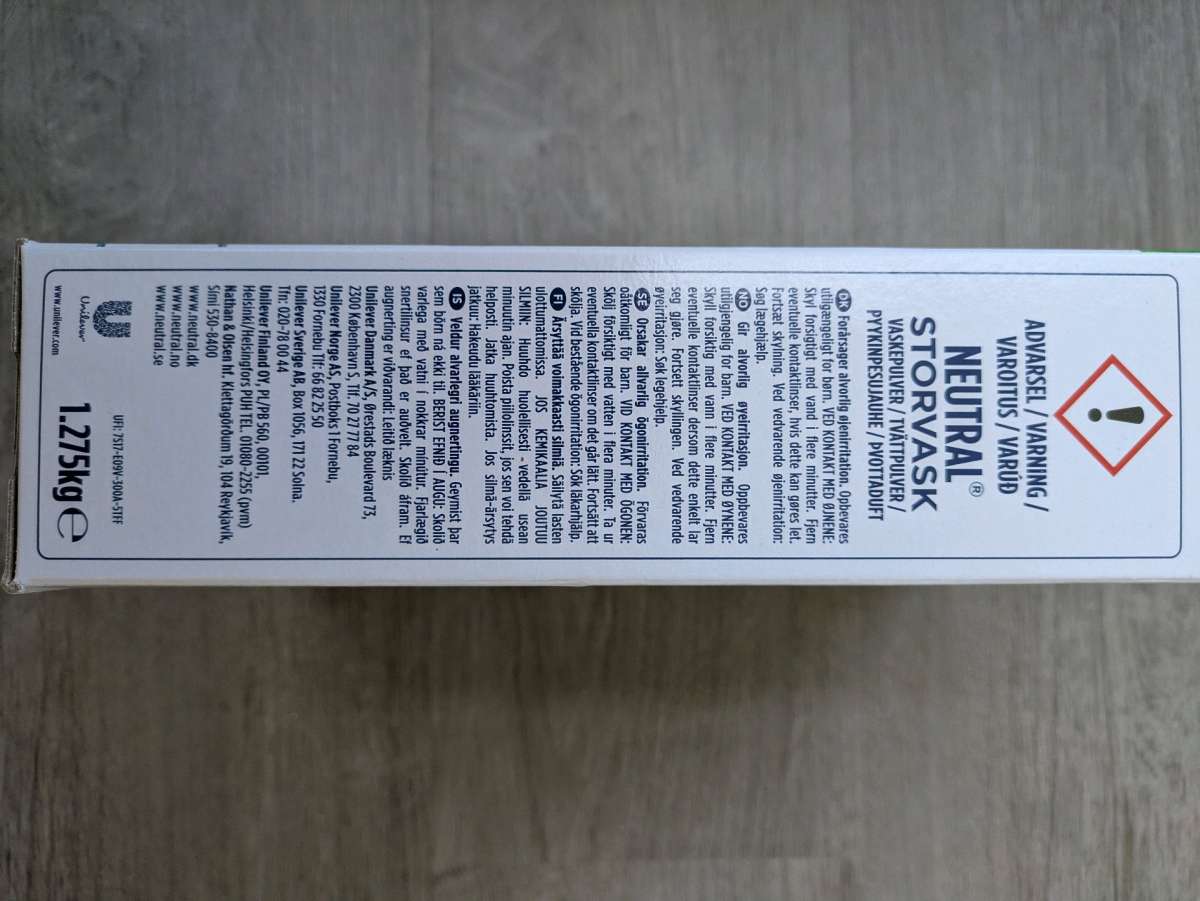 ADVARSEL / VARNING /
VAROITUS / VARÚÐ
NEUTRAL®
STORVASK
VASKEPULVER / TVÄTTPULVER /
PYYKINPESUJAUHE / ÞVOTTADUFT
DK Forårsager alvorlig øjenirritation. Opbevares
utilgængeligt for børn. VED KONTAKT MED ØJNENE:
Skyl forsigtigt med vand i flere minutter. Fjern
eventuelle kontaktlinser, hvis dette kan gøres let.
Fortsæt skylning. Ved vedvarende øjenirritation:
Søg lægehjælp.
NO Gir alvorlig øyeirritasjon. Oppbevares
utilgjengelig for barn. VED KONTAKT MED ØYNENE:
Skyll forsiktig med vann i flere minutter. Fjern
eventuelle kontaktlinser dersom dette enkelt lar
seg gjøre. Fortsett skyllingen. Ved vedvarende
øyeirritasjon: Søk legehjelp.
SE Orsakar allvarlig ögonirritation. Förvaras
oåtkomligt för barn. VID KONTAKT MED ÖGONEN:
Skölj försiktigt med vatten i flera minuter. Ta ur
eventuella kontaktlinser om det går lätt. Fortsätt att
skölja. Vid bestående ögonirritation: Sök läkarhjälp.
FI Ärsyttää voimakkaasti silmiä. Säilytä lasten
ulottumattomissa. JOS KEMIKAALIA JOUTUU
SILMIIN: Huuhdo huolellisesti vedellä usean
minuutin ajan. Poista piilolinssit, jos sen voi tehdä
helposti. Jatka huuhtomista. Jos silmä-ärsytys
jatkuu: Hakeudu lääkäriin.
IS Veldur alvarlegri augnertingu. Geymist þar
sem börn ná ekki til. BERIST EFNIÐ Í AUGU: Skolið
varlega með vatni í nokkrar mínútur. Fjarlægið
snertilinsur ef það er auðvelt. Skolið áfram. Ef
augnerting er viðvarandi: Leitið læknis
Unilever Danmark A/S, Ørestads Boulevard 73,
2300 København S, Tlf. 70 27 77 84
Unilever Norge AS, Postboks 1 Fornebu,
1330 Fornebu Tlf: 66 82 25 50
Unilever Sverige AB, Box 1056, 171 22 Solna.
Tfn: 020-78 00 44
Unilever Finland OY, PL/PB 560, 00101,
Helsinki/Helsingfors PUH TEL. 010088-2235 (pvm)
Nathan & Olsen hf. Klettagörðum 19, 104 Reykjavík,
Sími 530-8400
www.neutral.dk
www.neutral.no
www.neutral.se
UFI: 7S17-E09V-300A-5TFF
Unilever
www.unilever.com
1.275kg e